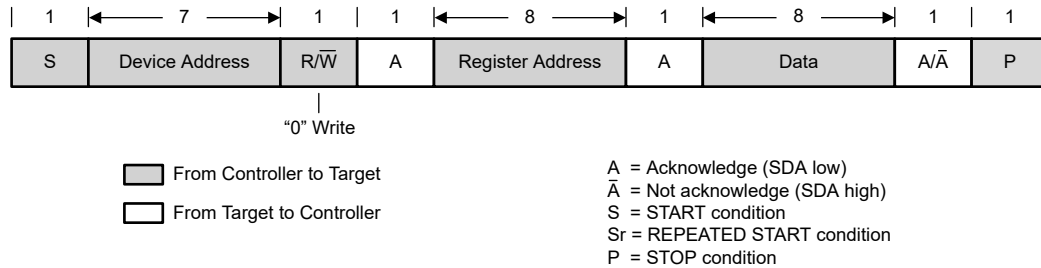 1 7 1 1 8 1 8 1 1
S Device Address R/W̅ A Register Address A Data A/A̅ P
“0” Write
From Controller to Target
From Target to Controller
A = Acknowledge (SDA low)
A̅ = Not acknowledge (SDA high)
S = START condition
Sr = REPEATED START condition
P = STOP condition